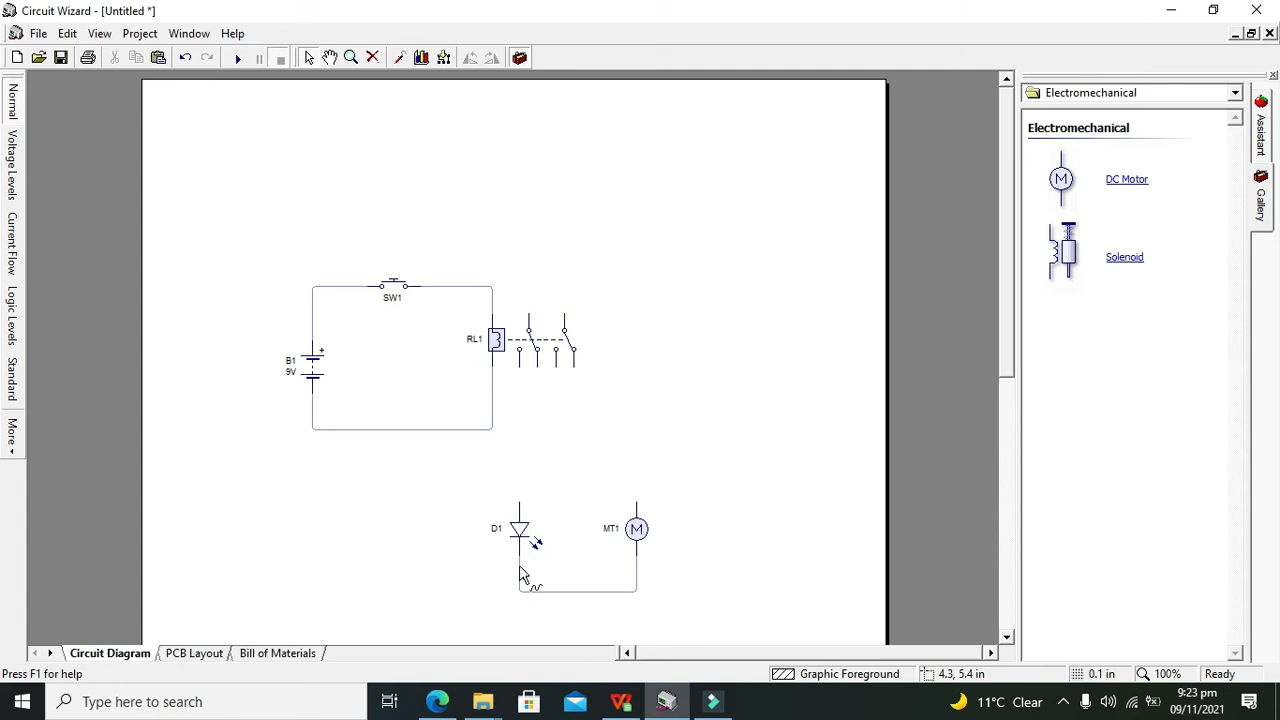 Circuit Wizard - [Untitled *]
File Edit View Project Window Help
Normal
Voltage Levels
Current Flow
Logic Levels
Standard
More
Electromechanical
Electromechanical
M
DC Motor
Solenoid
Assistant
Gallery
SW1
RL1
B1
9V
D1
MT1
M
Circuit Diagram
PCB Layout
Bill of Materials
Press F1 for help
Graphic Foreground
4.3, 5.4 in
0.1 in
100%
Ready
Type here to search
11°C Clear
9:23 pm
09/11/2021